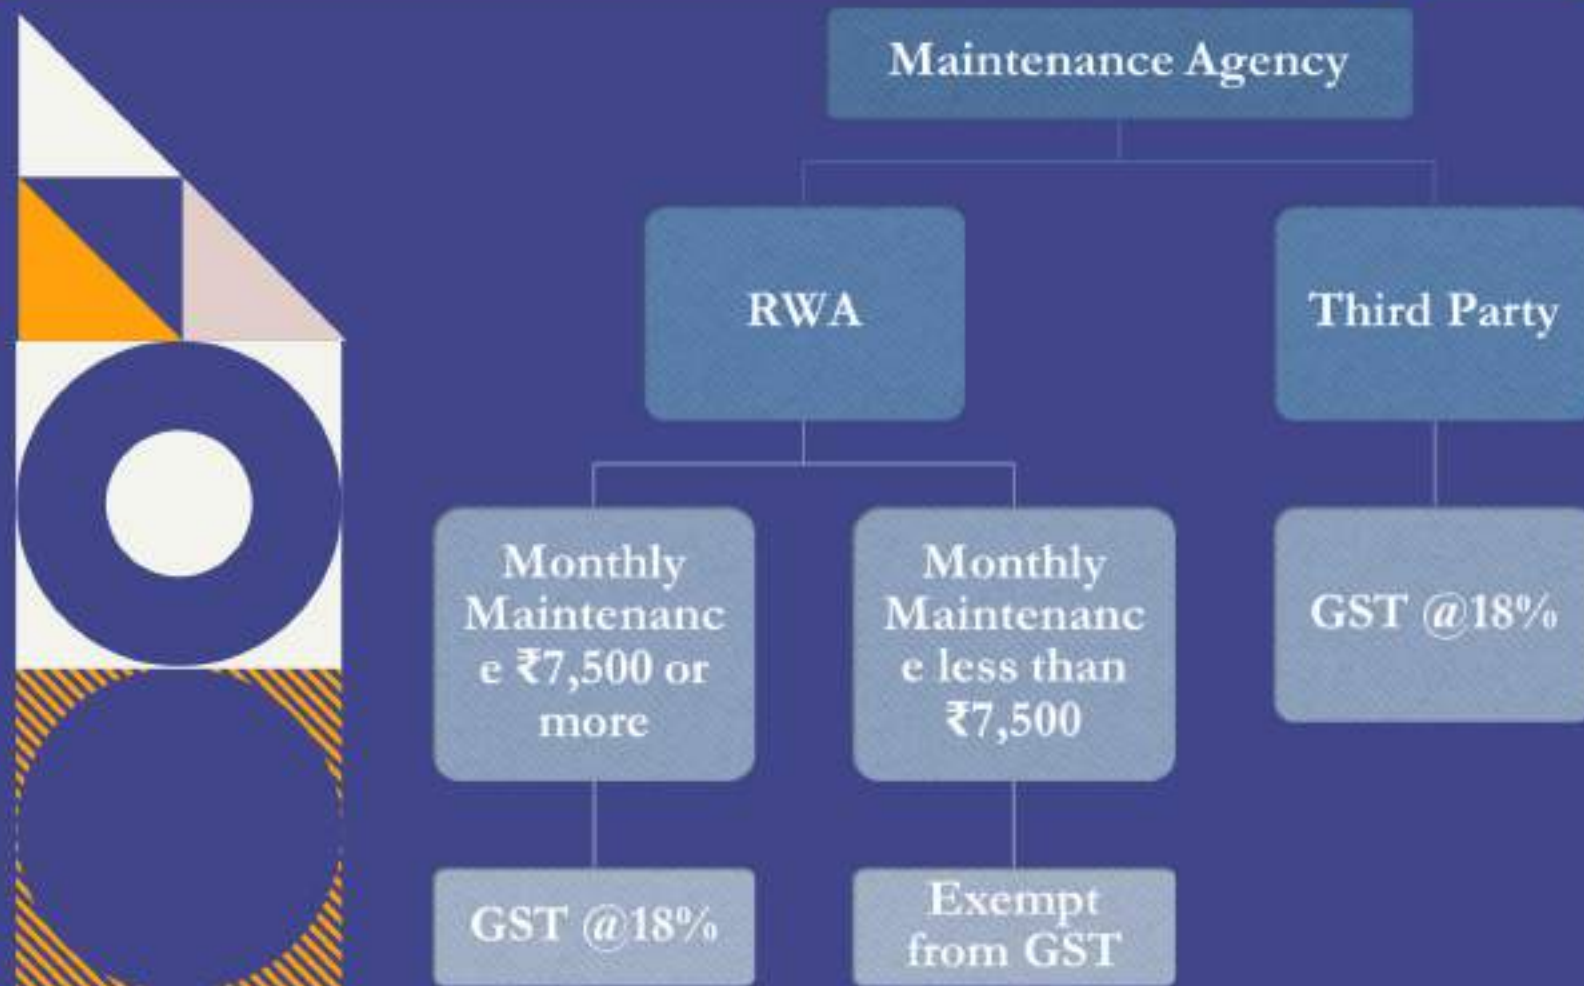 Maintenance Agency
RWA
Third Party
Monthly
Maintenanc
e ₹7,500 or
more
Monthly
Maintenanc
e less than
₹7,500
GST @18%
GST @18%
Exempt
from GST